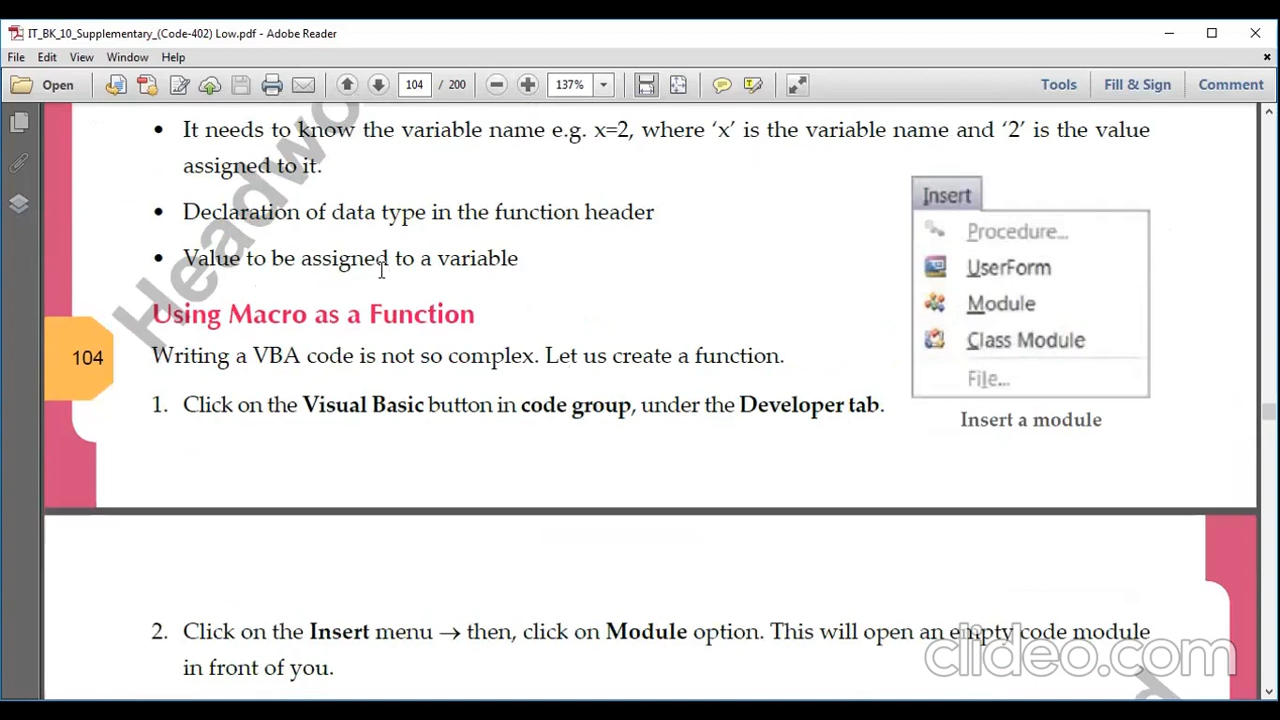 IT_BK_10_Supplementary_(Code-402) Low.pdf - Adobe Reader
File Edit View Window Help
Open 104 / 200 137% Tools Fill & Sign Comment
• It needs to know the variable name e.g. x=2, where ‘x’ is the variable name and ‘2’ is the value
assigned to it.
• Declaration of data type in the function header
• Value to be assigned to a variable
Using Macro as a Function
104
Writing a VBA code is not so complex. Let us create a function.
1. Click on the Visual Basic button in code group, under the Developer tab.
Insert
Procedure...
UserForm
Module
Class Module
File...
Insert a module
2. Click on the Insert menu → then, click on Module option. This will open an empty code module
in front of you.
clideo.com